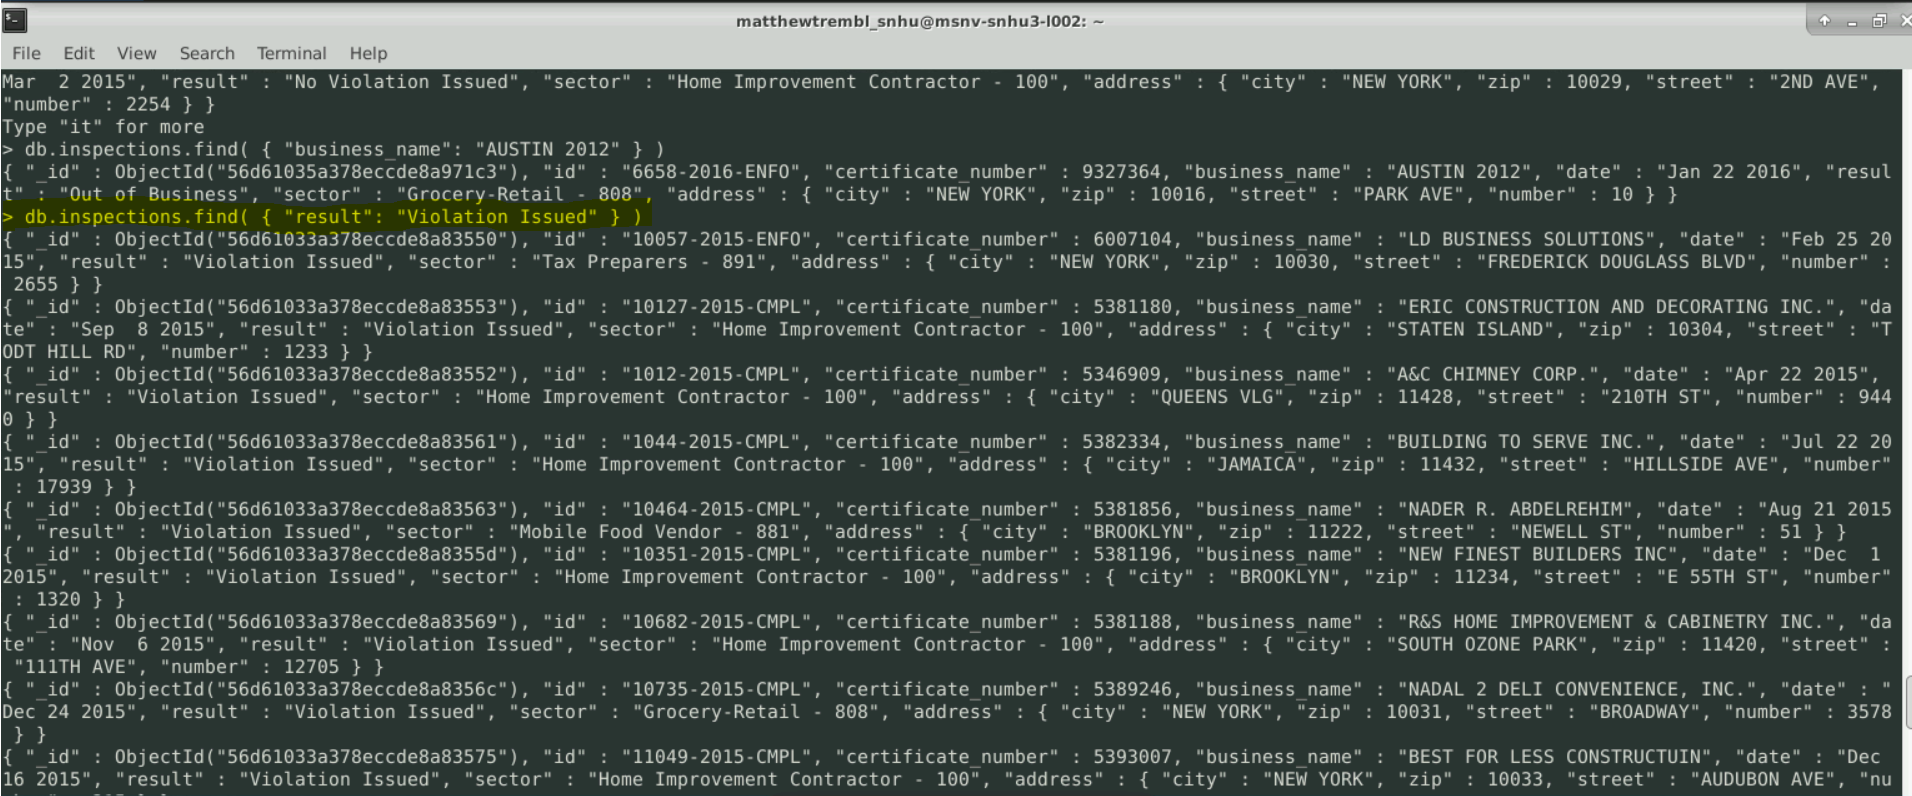 matthewtrembl_snhu@msnv-snhu3-l002: ~
File Edit View Search Terminal Help
Mar  2 2015", "result" : "No Violation Issued", "sector" : "Home Improvement Contractor - 100", "address" : { "city" : "NEW YORK", "zip" : 10029, "street" : "2ND AVE",
"number" : 2254 } }
Type "it" for more
> db.inspections.find( { "business_name": "AUSTIN 2012" } )
{ "_id" : ObjectId("56d61035a378eccde8a971c3"), "id" : "6658-2016-ENFO", "certificate_number" : 9327364, "business_name" : "AUSTIN 2012", "date" : "Jan 22 2016", "resul
t" : "Out of Business", "sector" : "Grocery-Retail - 808", "address" : { "city" : "NEW YORK", "zip" : 10016, "street" : "PARK AVE", "number" : 10 } }
> db.inspections.find( { "result": "Violation Issued" } )
{ "_id" : ObjectId("56d61033a378eccde8a83550"), "id" : "10057-2015-ENFO", "certificate_number" : 6007104, "business_name" : "LD BUSINESS SOLUTIONS", "date" : "Feb 25 20
15", "result" : "Violation Issued", "sector" : "Tax Preparers - 891", "address" : { "city" : "NEW YORK", "zip" : 10030, "street" : "FREDERICK DOUGLASS BLVD", "number" :
 2655 } }
{ "_id" : ObjectId("56d61033a378eccde8a83553"), "id" : "10127-2015-CMPL", "certificate_number" : 5381180, "business_name" : "ERIC CONSTRUCTION AND DECORATING INC.", "da
te" : "Sep  8 2015", "result" : "Violation Issued", "sector" : "Home Improvement Contractor - 100", "address" : { "city" : "STATEN ISLAND", "zip" : 10304, "street" : "T
ODT HILL RD", "number" : 1233 } }
{ "_id" : ObjectId("56d61033a378eccde8a83552"), "id" : "1012-2015-CMPL", "certificate_number" : 5346909, "business_name" : "A&C CHIMNEY CORP.", "date" : "Apr 22 2015",
"result" : "Violation Issued", "sector" : "Home Improvement Contractor - 100", "address" : { "city" : "QUEENS VLG", "zip" : 11428, "street" : "210TH ST", "number" : 944
0 } }
{ "_id" : ObjectId("56d61033a378eccde8a83561"), "id" : "1044-2015-CMPL", "certificate_number" : 5382334, "business_name" : "BUILDING TO SERVE INC.", "date" : "Jul 22 20
15", "result" : "Violation Issued", "sector" : "Home Improvement Contractor - 100", "address" : { "city" : "JAMAICA", "zip" : 11432, "street" : "HILLSIDE AVE", "number"
 : 17939 } }
{ "_id" : ObjectId("56d61033a378eccde8a83563"), "id" : "10464-2015-CMPL", "certificate_number" : 5381856, "business_name" : "NADER R. ABDELREHIM", "date" : "Aug 21 2015
", "result" : "Violation Issued", "sector" : "Mobile Food Vendor - 881", "address" : { "city" : "BROOKLYN", "zip" : 11222, "street" : "NEWELL ST", "number" : 51 } }
{ "_id" : ObjectId("56d61033a378eccde8a8355d"), "id" : "10351-2015-CMPL", "certificate_number" : 5381196, "business_name" : "NEW FINEST BUILDERS INC", "date" : "Dec  1
2015", "result" : "Violation Issued", "sector" : "Home Improvement Contractor - 100", "address" : { "city" : "BROOKLYN", "zip" : 11234, "street" : "E 55TH ST", "number"
 : 1320 } }
{ "_id" : ObjectId("56d61033a378eccde8a83569"), "id" : "10682-2015-CMPL", "certificate_number" : 5381188, "business_name" : "R&S HOME IMPROVEMENT & CABINETRY INC.", "da
te" : "Nov  6 2015", "result" : "Violation Issued", "sector" : "Home Improvement Contractor - 100", "address" : { "city" : "SOUTH OZONE PARK", "zip" : 11420, "street" :
 "111TH AVE", "number" : 12705 } }
{ "_id" : ObjectId("56d61033a378eccde8a8356c"), "id" : "10735-2015-CMPL", "certificate_number" : 5389246, "business_name" : "NADAL 2 DELI CONVENIENCE, INC.", "date" : "
Dec 24 2015", "result" : "Violation Issued", "sector" : "Grocery-Retail - 808", "address" : { "city" : "NEW YORK", "zip" : 10031, "street" : "BROADWAY", "number" : 3578
 } }
{ "_id" : ObjectId("56d61033a378eccde8a83575"), "id" : "11049-2015-CMPL", "certificate_number" : 5393007, "business_name" : "BEST FOR LESS CONSTRUCTUIN", "date" : "Dec
16 2015", "result" : "Violation Issued", "sector" : "Home Improvement Contractor - 100", "address" : { "city" : "NEW YORK", "zip" : 10033, "street" : "AUDUBON AVE", "nu